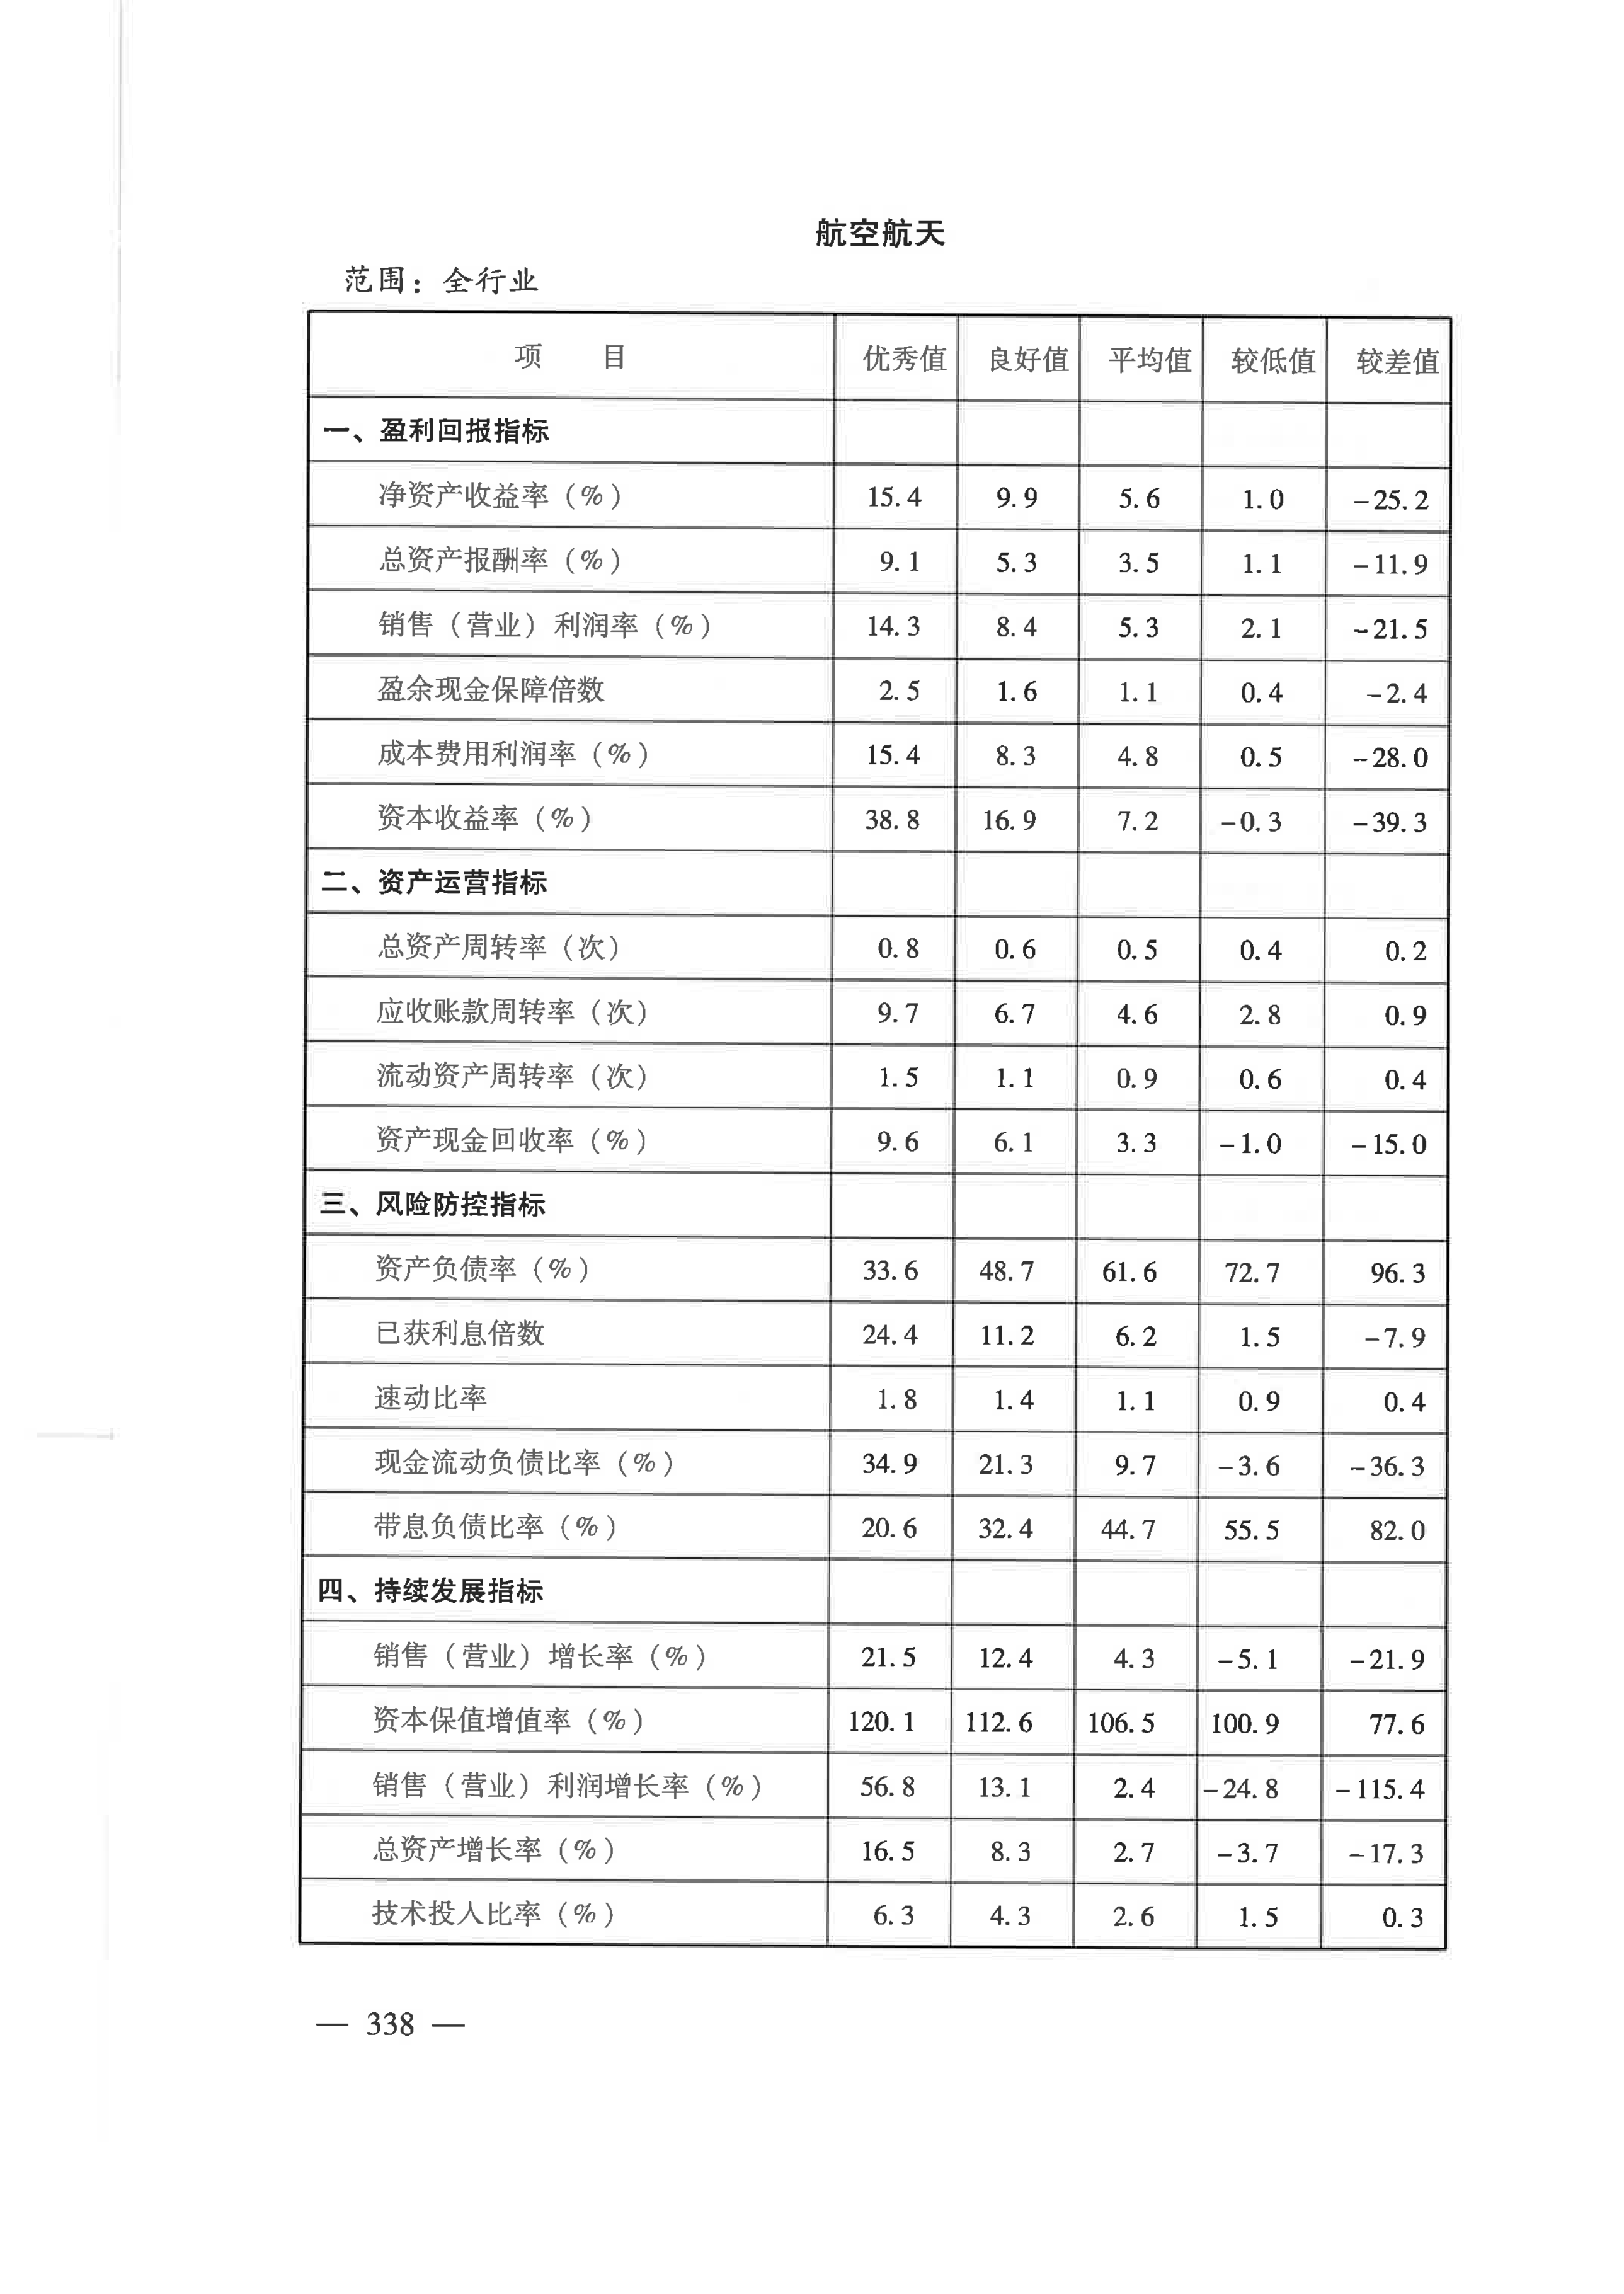 航空航天
范围：全行业
项 目 优秀值 良好值 平均值 较低值 较差值
一、盈利回报指标
净资产收益率（%） 15.4 9.9 5.6 1.0 -25.2
总资产报酬率（%） 9.1 5.3 3.5 1.1 -11.9
销售（营业）利润率（%） 14.3 8.4 5.3 2.1 -21.5
盈余现金保障倍数 2.5 1.6 1.1 0.4 -2.4
成本费用利润率（%） 15.4 8.3 4.8 0.5 -28.0
资本收益率（%） 38.8 16.9 7.2 -0.3 -39.3
二、资产运营指标
总资产周转率（次） 0.8 0.6 0.5 0.4 0.2
应收账款周转率（次） 9.7 6.7 4.6 2.8 0.9
流动资产周转率（次） 1.5 1.1 0.9 0.6 0.4
资产现金回收率（%） 9.6 6.1 3.3 -1.0 -15.0
三、风险防控指标
资产负债率（%） 33.6 48.7 61.6 72.7 96.3
已获利息倍数 24.4 11.2 6.2 1.5 -7.9
速动比率 1.8 1.4 1.1 0.9 0.4
现金流动负债比率（%） 34.9 21.3 9.7 -3.6 -36.3
带息负债比率（%） 20.6 32.4 44.7 55.5 82.0
四、持续发展指标
销售（营业）增长率（%） 21.5 12.4 4.3 -5.1 -21.9
资本保值增值率（%） 120.1 112.6 106.5 100.9 77.6
销售（营业）利润增长率（%） 56.8 13.1 2.4 -24.8 -115.4
总资产增长率（%） 16.5 8.3 2.7 -3.7 -17.3
技术投入比率（%） 6.3 4.3 2.6 1.5 0.3
— 338 —